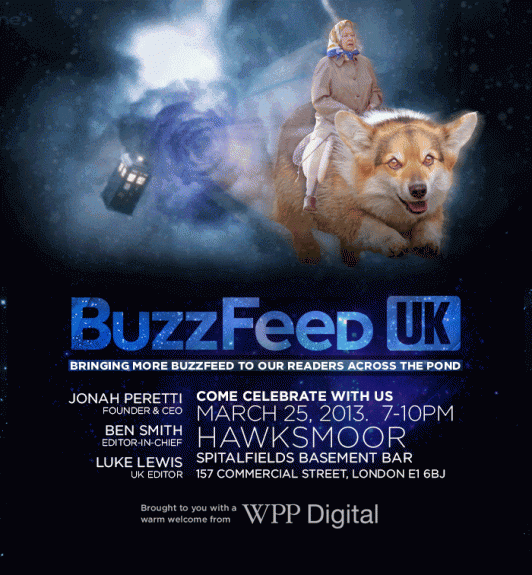 BUZZFEED UK
BRINGING MORE BUZZFEED TO OUR READERS ACROSS THE POND
JONAH PERETTI
FOUNDER & CEO
BEN SMITH
EDITOR-IN-CHIEF
LUKE LEWIS
UK EDITOR
COME CELEBRATE WITH US
MARCH 25, 2013. 7-10PM
HAWKSMOOR
SPITALFIELDS BASEMENT BAR
157 COMMERCIAL STREET, LONDON E1 6BJ
Brought to you with a
warm welcome from
WPP Digital